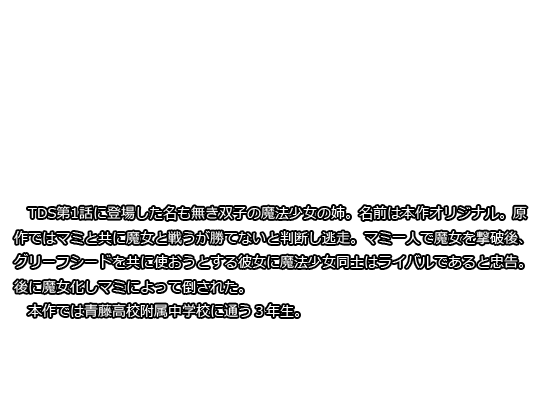 TDS第1話に登場した名も無き双子の魔法少女の姉。名前は本作オリジナル。原
作ではマミと共に魔女と戦うが勝てないと判断し逃走。マミ一人で魔女を撃破後、
グリーフシードを共に使おうとする彼女に魔法少女同士はライバルであると忠告。
後に魔女化しマミによって倒された。
　本作では青藤高校附属中学校に通う３年生。